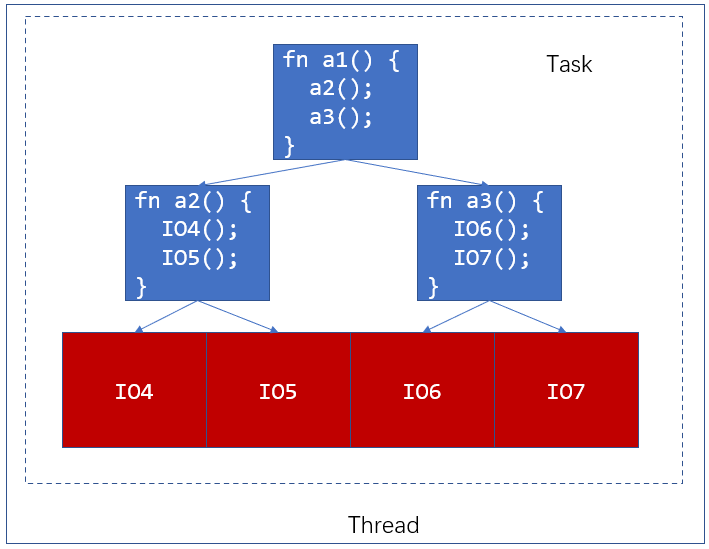 fn a1() {
  a2();
  a3();
}
Task
fn a2() {
  IO4();
  IO5();
}
fn a3() {
  IO6();
  IO7();
}
IO4
IO5
IO6
IO7
Thread